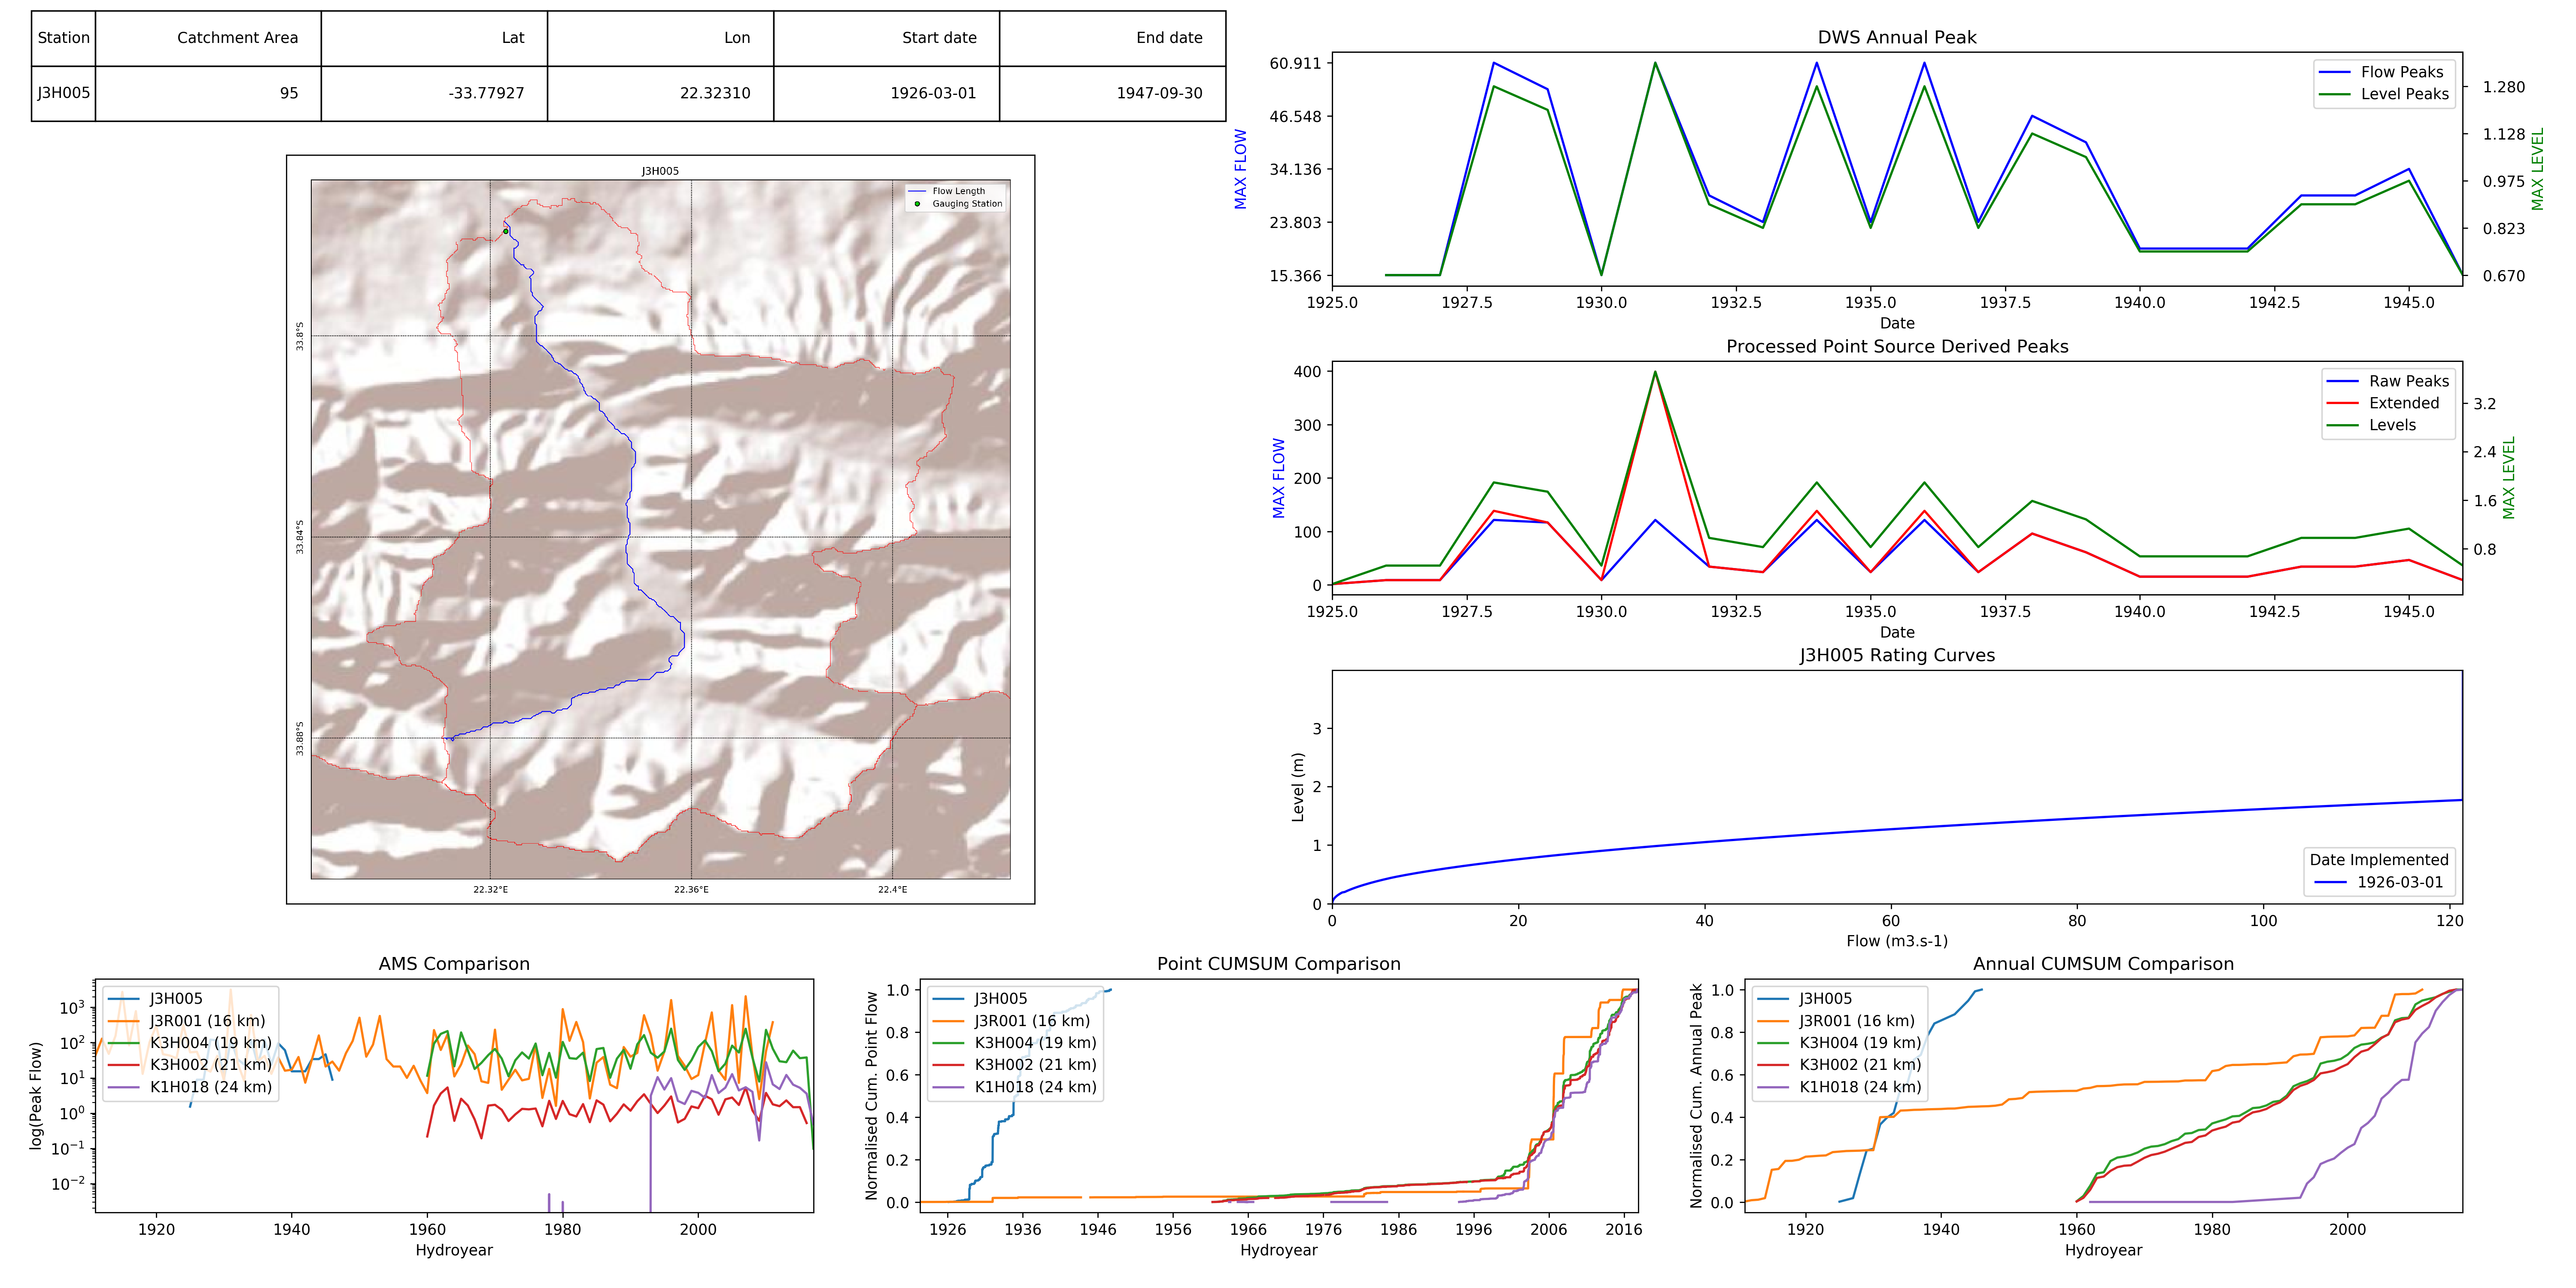 Station Catchment Area Lat Lon Start date End date
J3H005 95 -33.77927 22.32310 1926-03-01 1947-09-30
J3H005
Flow Length
Gauging Station
33.8°S
33.84°S
33.88°S
22.32°E 22.36°E 22.4°E
DWS Annual Peak
60.911
46.548
34.136
23.803
15.366
MAX FLOW
Flow Peaks
Level Peaks
1.280
1.128
0.975
0.823
0.670
MAX LEVEL
1925.0 1927.5 1930.0 1932.5 1935.0 1937.5 1940.0 1942.5 1945.0
Date
Processed Point Source Derived Peaks
400
300
200
100
0
MAX FLOW
Raw Peaks
Extended
Levels
3.2
2.4
1.6
0.8
MAX LEVEL
1925.0 1927.5 1930.0 1932.5 1935.0 1937.5 1940.0 1942.5 1945.0
Date
J3H005 Rating Curves
3
2
1
0
Level (m)
Date Implemented
1926-03-01
0 20 40 60 80 100 120
Flow (m3.s-1)
AMS Comparison
10³
10²
10¹
10⁰
10⁻¹
10⁻²
log(Peak Flow)
J3H005
J3R001 (16 km)
K3H004 (19 km)
K3H002 (21 km)
K1H018 (24 km)
1920 1940 1960 1980 2000
Hydroyear
Point CUMSUM Comparison
1.0
0.8
0.6
0.4
0.2
0.0
Normalised Cum. Point Flow
J3H005
J3R001 (16 km)
K3H004 (19 km)
K3H002 (21 km)
K1H018 (24 km)
1926 1936 1946 1956 1966 1976 1986 1996 2006 2016
Hydroyear
Annual CUMSUM Comparison
1.0
0.8
0.6
0.4
0.2
0.0
Normalised Cum. Annual Peak
J3H005
J3R001 (16 km)
K3H004 (19 km)
K3H002 (21 km)
K1H018 (24 km)
1920 1940 1960 1980 2000
Hydroyear